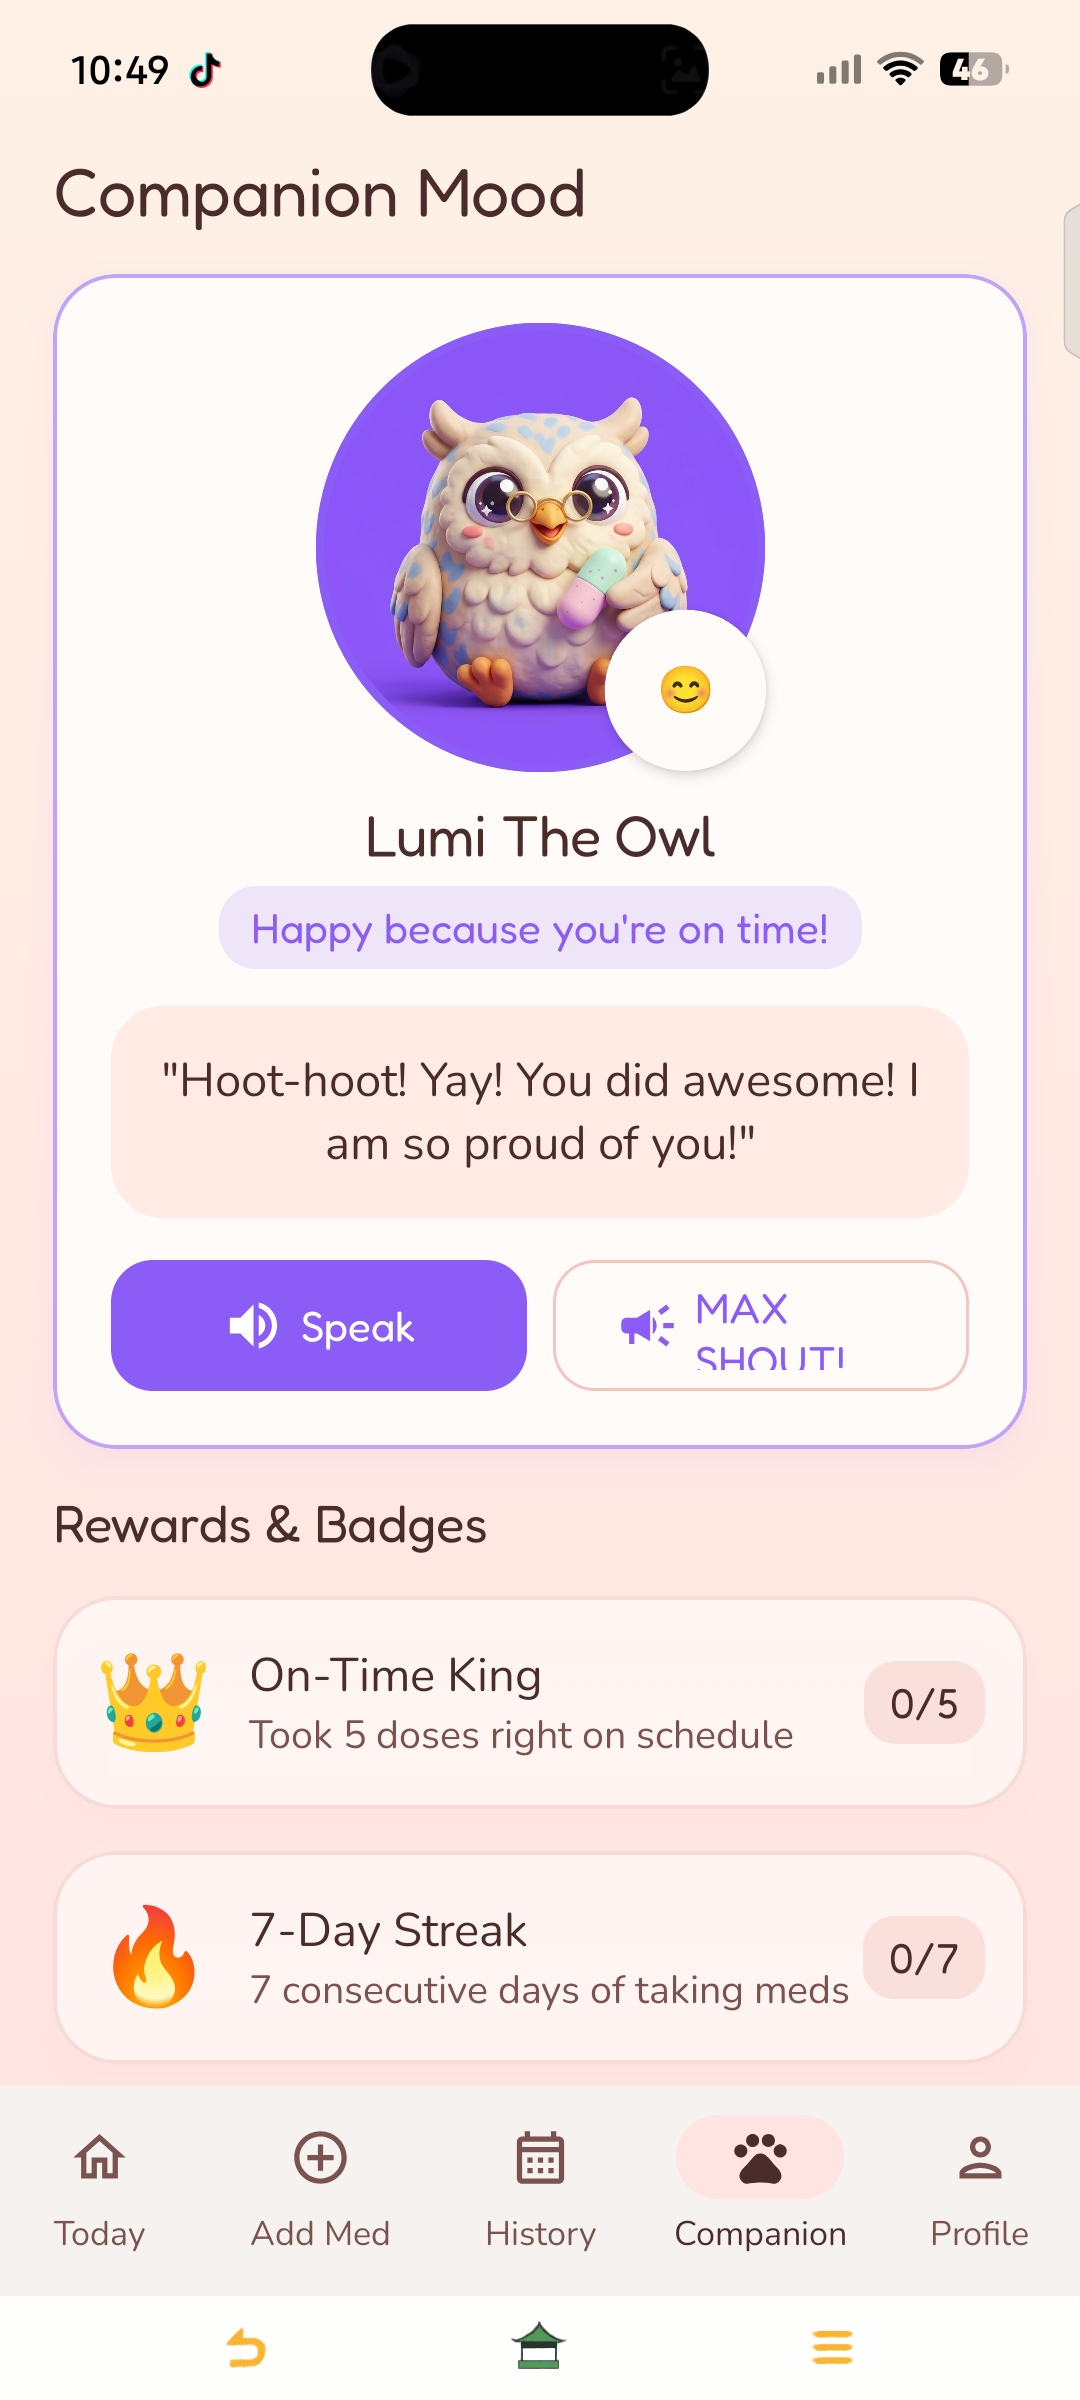 10:49
46
Companion Mood
Lumi The Owl
Happy because you're on time!
"Hoot-hoot! Yay! You did awesome! I
am so proud of you!"
Speak
MAX
SHOUT!
Rewards & Badges
On-Time King
Took 5 doses right on schedule
0/5
7-Day Streak
7 consecutive days of taking meds
0/7
Today
Add Med
History
Companion
Profile